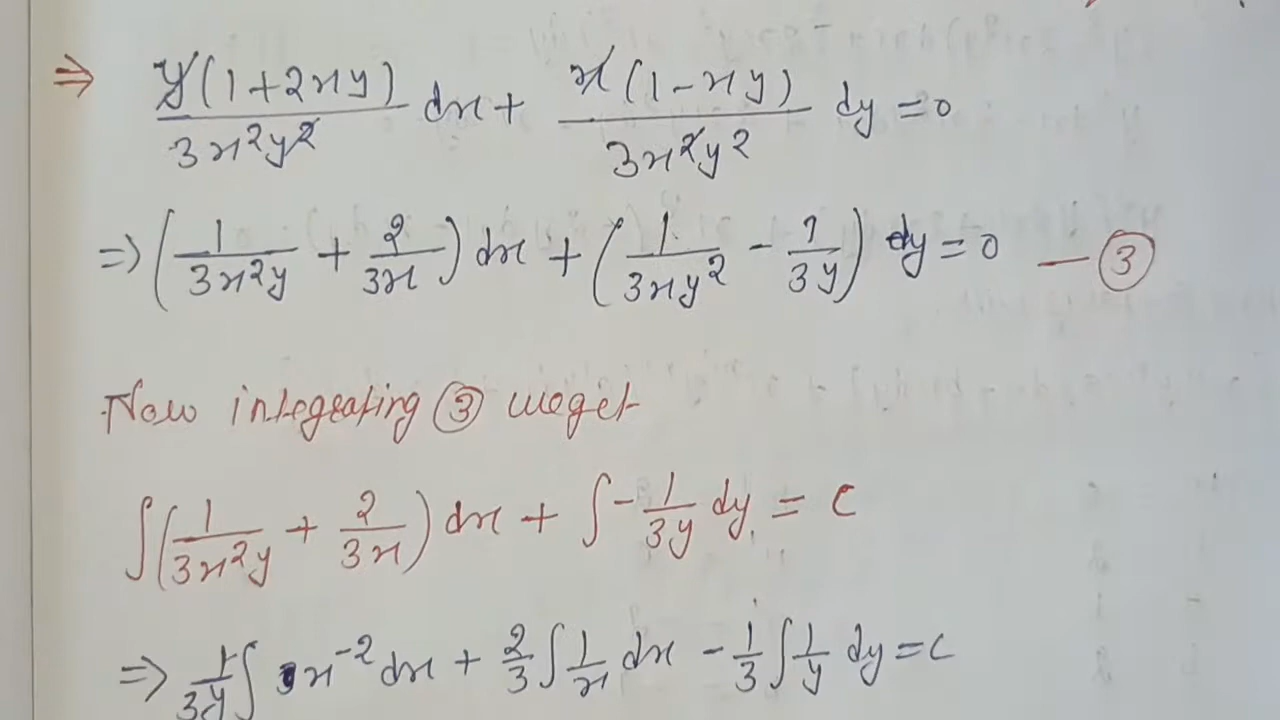 ⇒ y(1+2xy)/3x²y² dx + x(1-xy)/3x²y² dy = 0
⇒ (1/3x²y + 2/3x) dx + (1/3xy² - 1/3y) dy = 0 — ③
Now integrating ③ we get
∫(1/3x²y + 2/3x) dx + ∫ -1/3y dy = c
⇒ 1/3y ∫ x⁻² dx + 2/3 ∫ 1/x dx - 1/3 ∫ 1/y dy = c